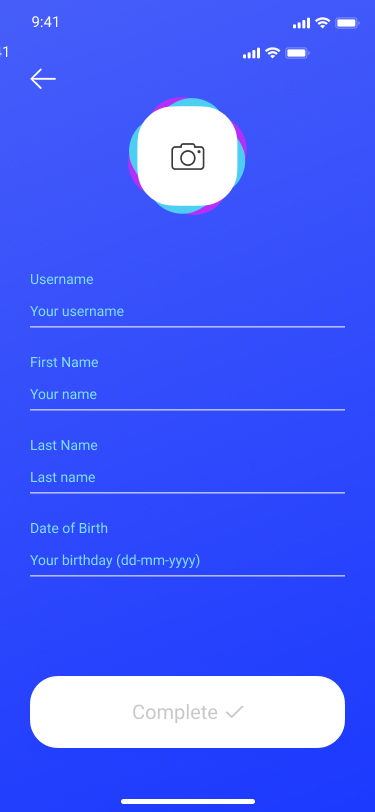 9:41
41
Username
Your username
First Name
Your name
Last Name
Last name
Date of Birth
Your birthday (dd-mm-yyyy)
Complete